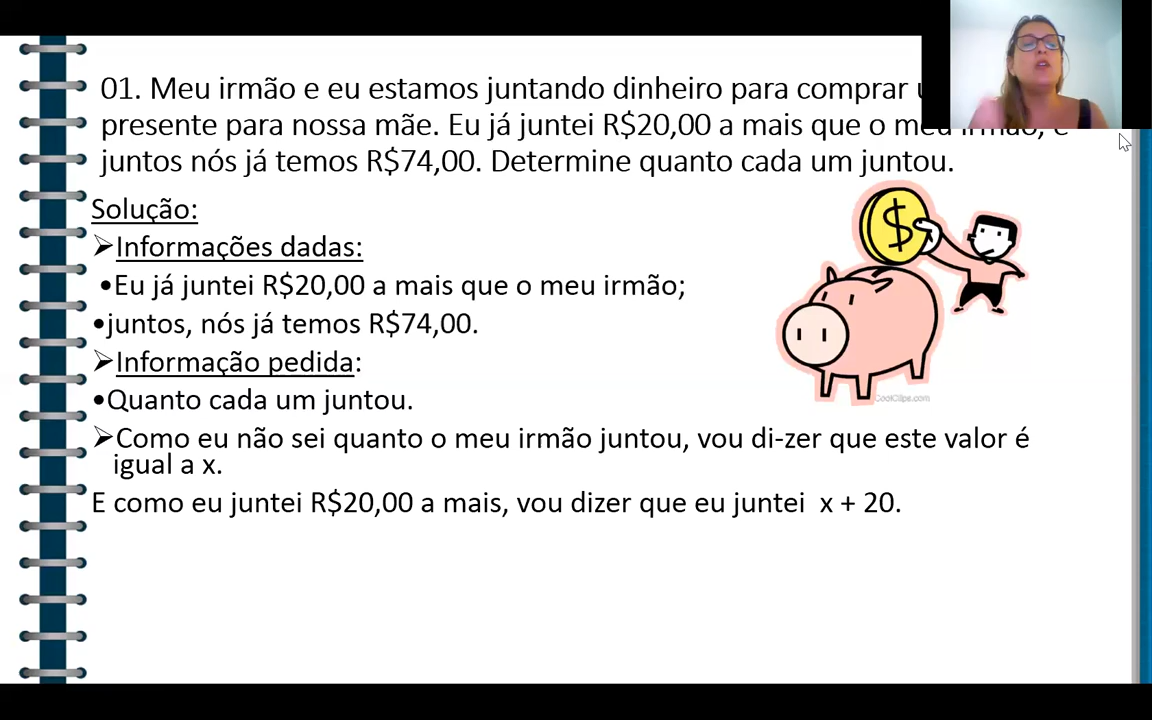 01. Meu irmão e eu estamos juntando dinheiro para comprar
presente para nossa mãe. Eu já juntei R$20,00 a mais que o meu irmão, e
juntos nós já temos R$74,00. Determine quanto cada um juntou.
Solução:
➢Informações dadas:
•Eu já juntei R$20,00 a mais que o meu irmão;
•juntos, nós já temos R$74,00.
➢Informação pedida:
•Quanto cada um juntou.
➢Como eu não sei quanto o meu irmão juntou, vou di-zer que este valor é
igual a x.
E como eu juntei R$20,00 a mais, vou dizer que eu juntei x + 20.
$
CoolClips.com